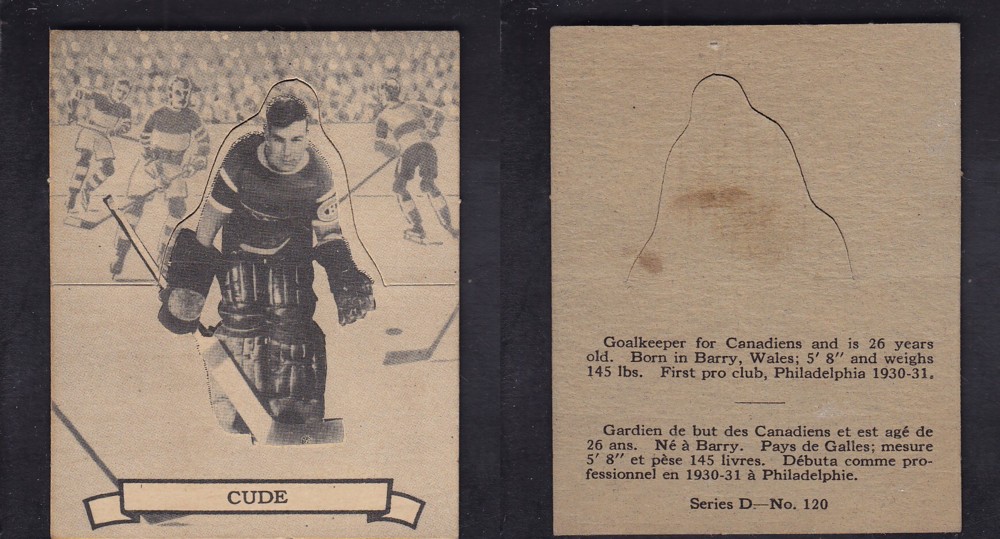 CUDE
Goalkeeper for Canadiens and is 26 years
old. Born in Barry, Wales; 5' 8" and weighs
145 lbs. First pro club, Philadelphia 1930-31.
Gardien de but des Canadiens et est agé de
26 ans. Né à Barry. Pays de Galles; mesure
5' 8" et pèse 145 livres. Débuta comme pro-
fessionnel en 1930-31 à Philadelphie.
Series D—No. 120